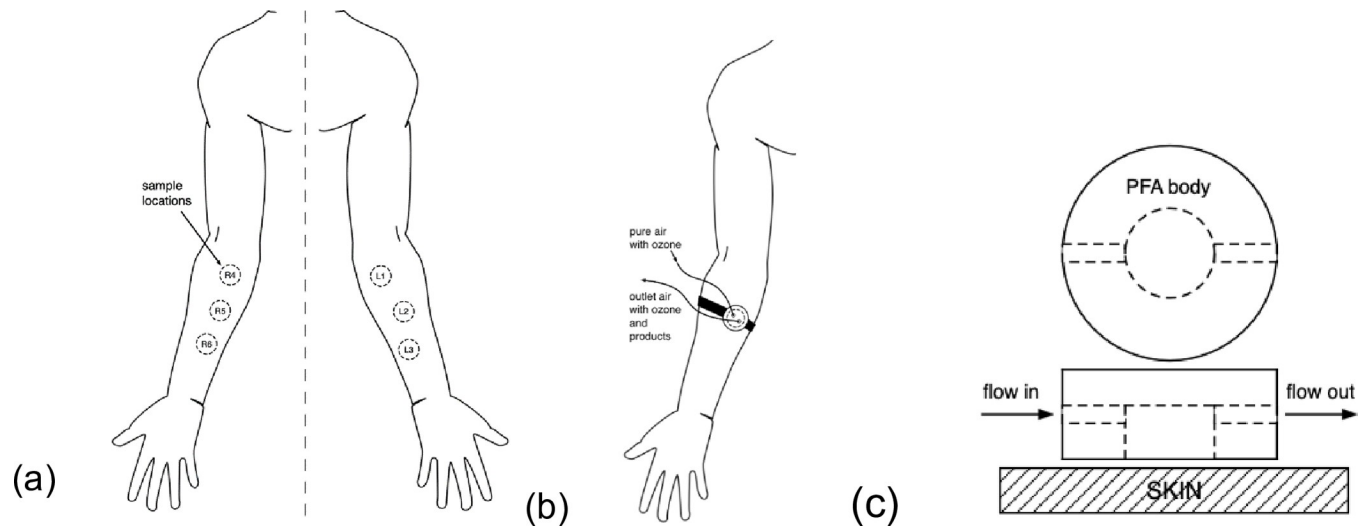 sample
locations
R4
R5
R6
L1
L2
L3
(a)
pure air
with ozone
outlet air
with ozone
and
products
(b)
PFA body
flow in
flow out
SKIN
(c)